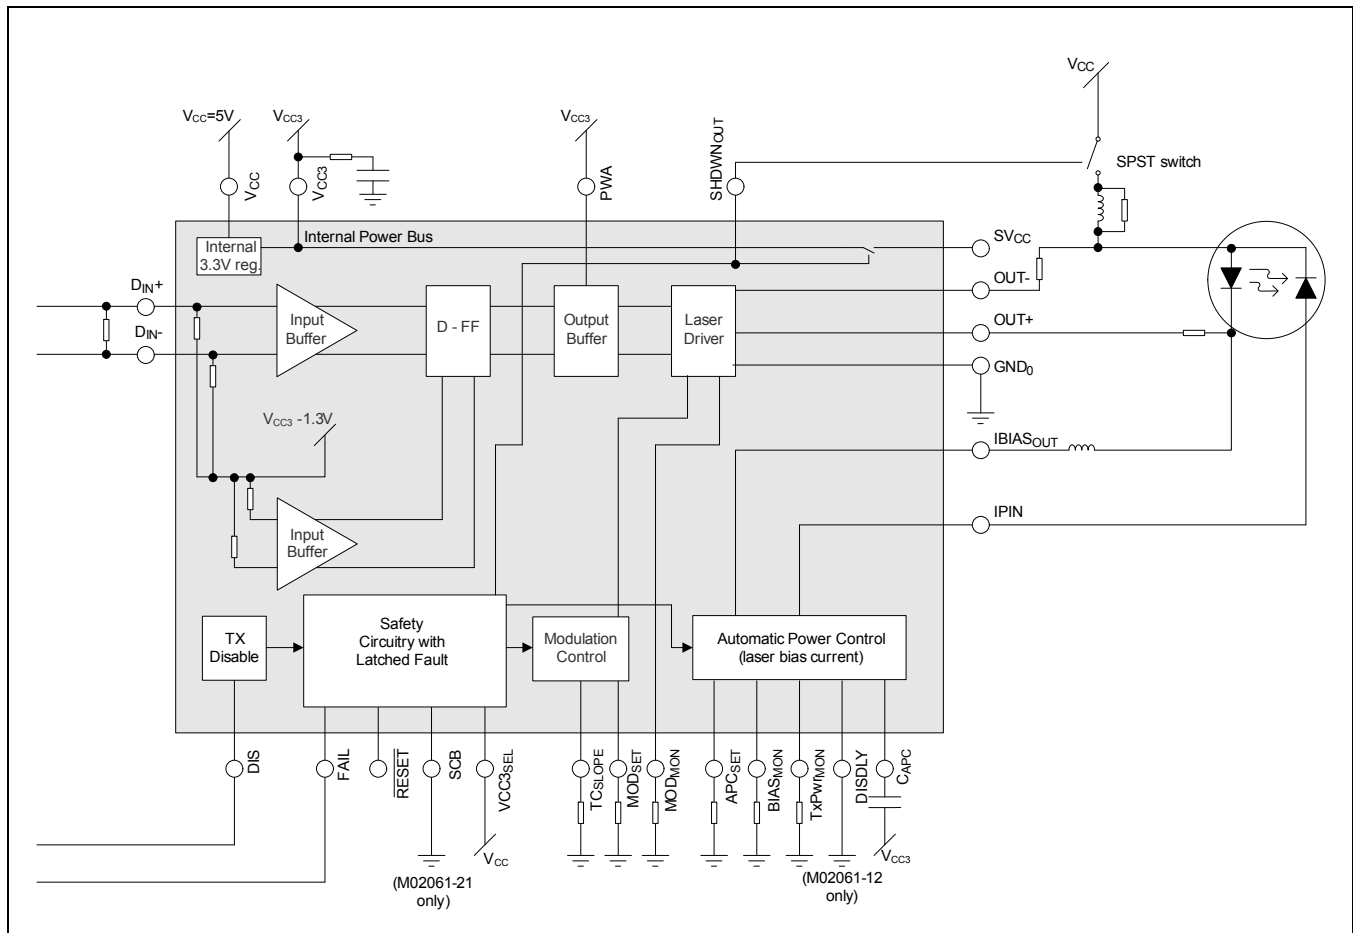 VCC
VCC=5V
VCC3
VCC3
VCC
VCC3
PWA
SHDWNOUT
SPST switch
Internal
3.3V reg.
Internal Power Bus
SVCC
OUT-
OUT+
GND0
IBIASOUT
IPIN
DIN+
DIN-
Input
Buffer
D - FF
Output
Buffer
Laser
Driver
VCC3 -1.3V
Input
Buffer
TX
Disable
Safety
Circuitry with
Latched Fault
Modulation
Control
Automatic Power Control
(laser bias current)
DIS
FAIL
RESET
SCB
VCC3SEL
TCSLOPE
MODSET
MODMON
APCSET
BIASMON
TxPwrMON
DISDLY
CAPC
VCC
VCC3
(M02061-21
only)
(M02061-12
only)